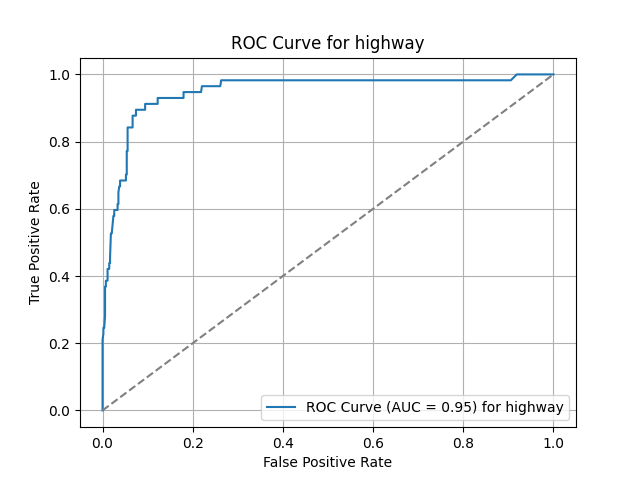 ROC Curve for highway
True Positive Rate
1.0
0.8
0.6
0.4
0.2
0.0
ROC Curve (AUC = 0.95) for highway
0.0 0.2 0.4 0.6 0.8 1.0
False Positive Rate